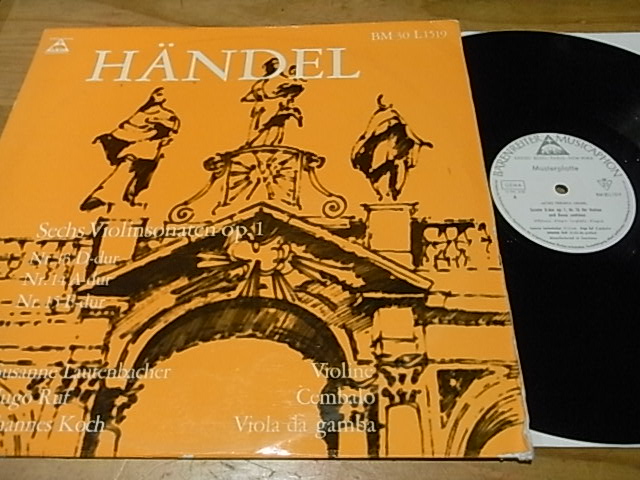 BM 30 L 1519
HÄNDEL
Sechs Violinsonaten op. 1
Nr. 13 D-dur
Nr. 14 A-dur
Nr. 15 E-dur
Susanne Lautenbacher Violine
Hugo Ruf Cembalo
Johannes Koch Viola da gamba
BÄRENREITER MUSICAPHON
Musterplatte